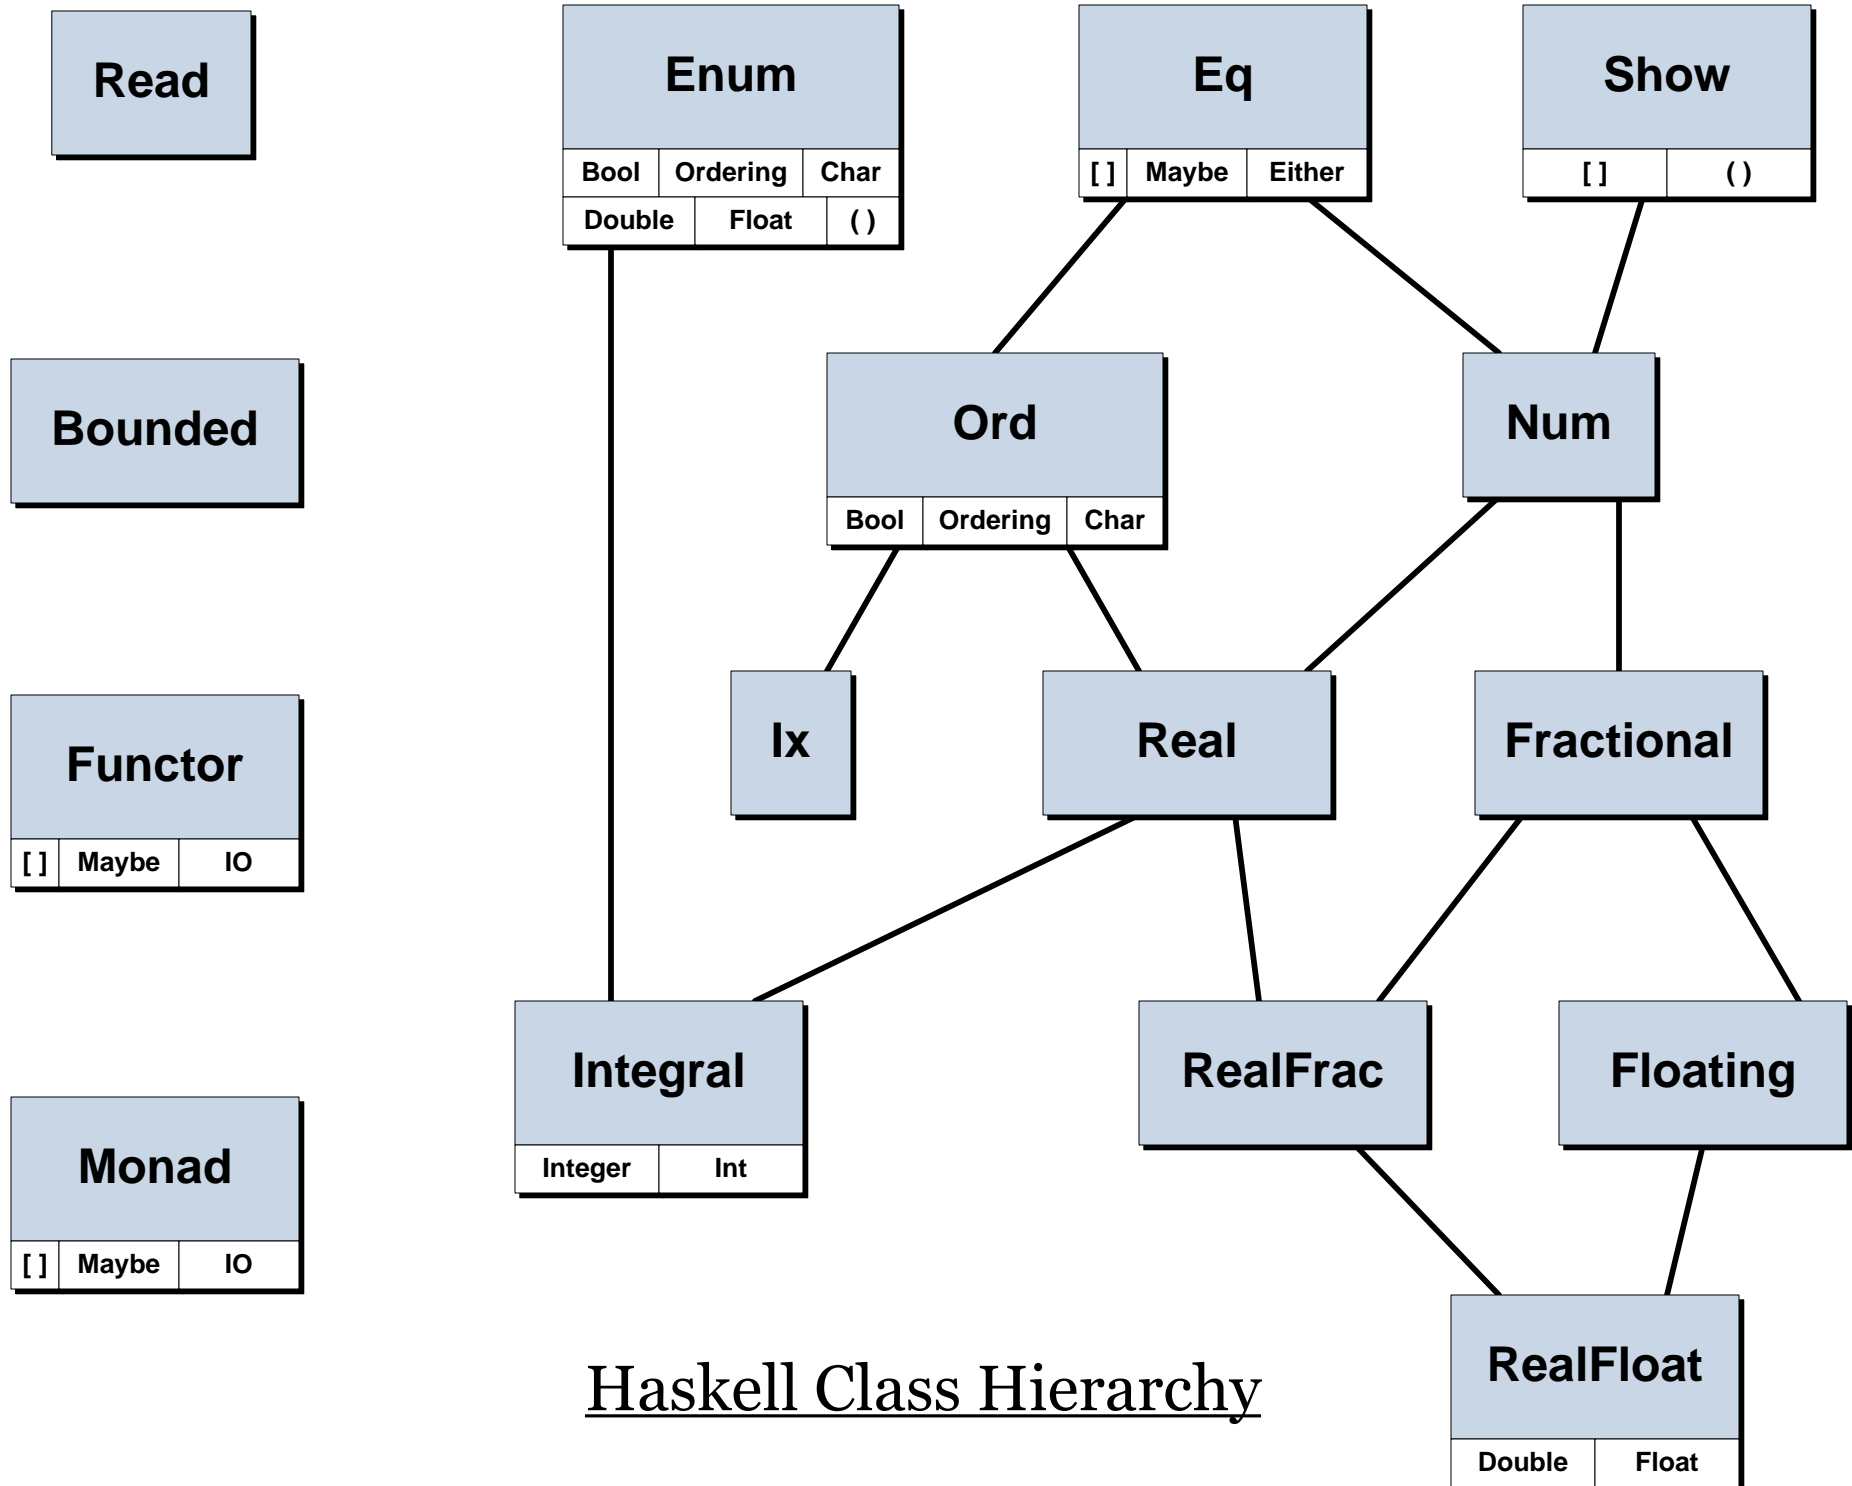 Read
Enum
Bool Ordering Char
Double Float ( )
Eq
[ ] Maybe Either
Show
[ ] ( )
Bounded
Ord
Bool Ordering Char
Num
Functor
[ ] Maybe IO
Ix
Real
Fractional
Integral
Integer Int
RealFrac
Floating
Monad
[ ] Maybe IO
RealFloat
Double Float
Haskell Class Hierarchy